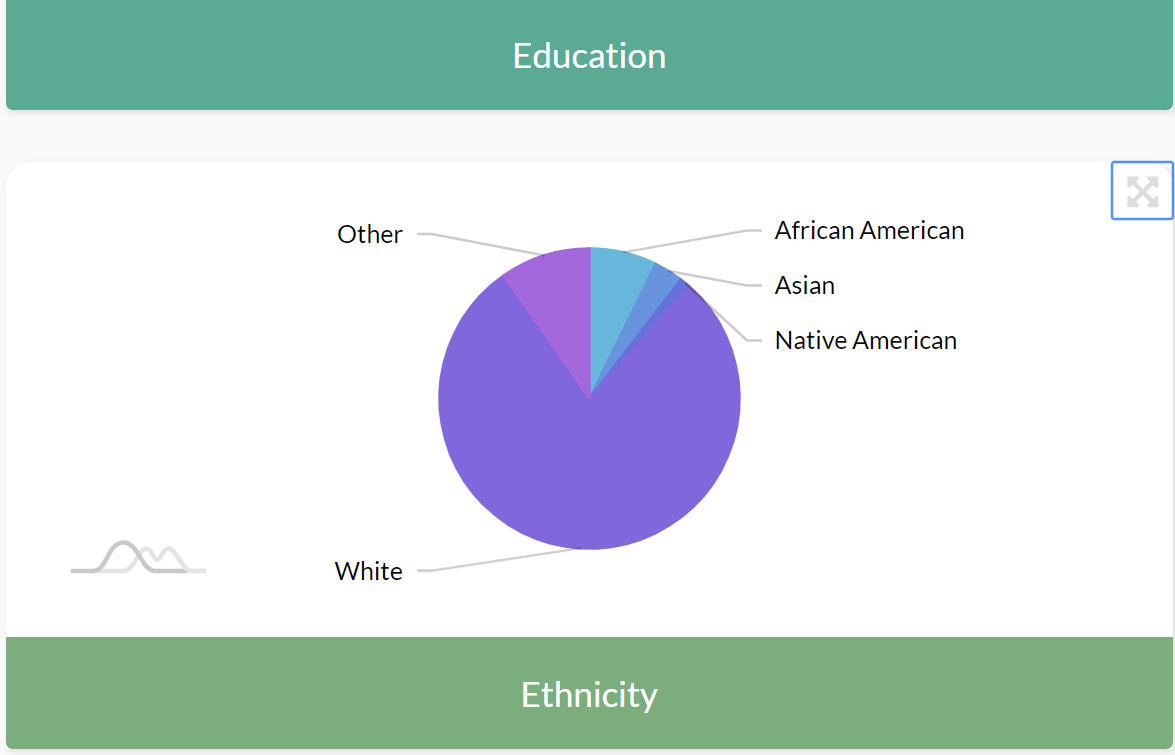 Education
Other
African American
Asian
Native American
White
Ethnicity